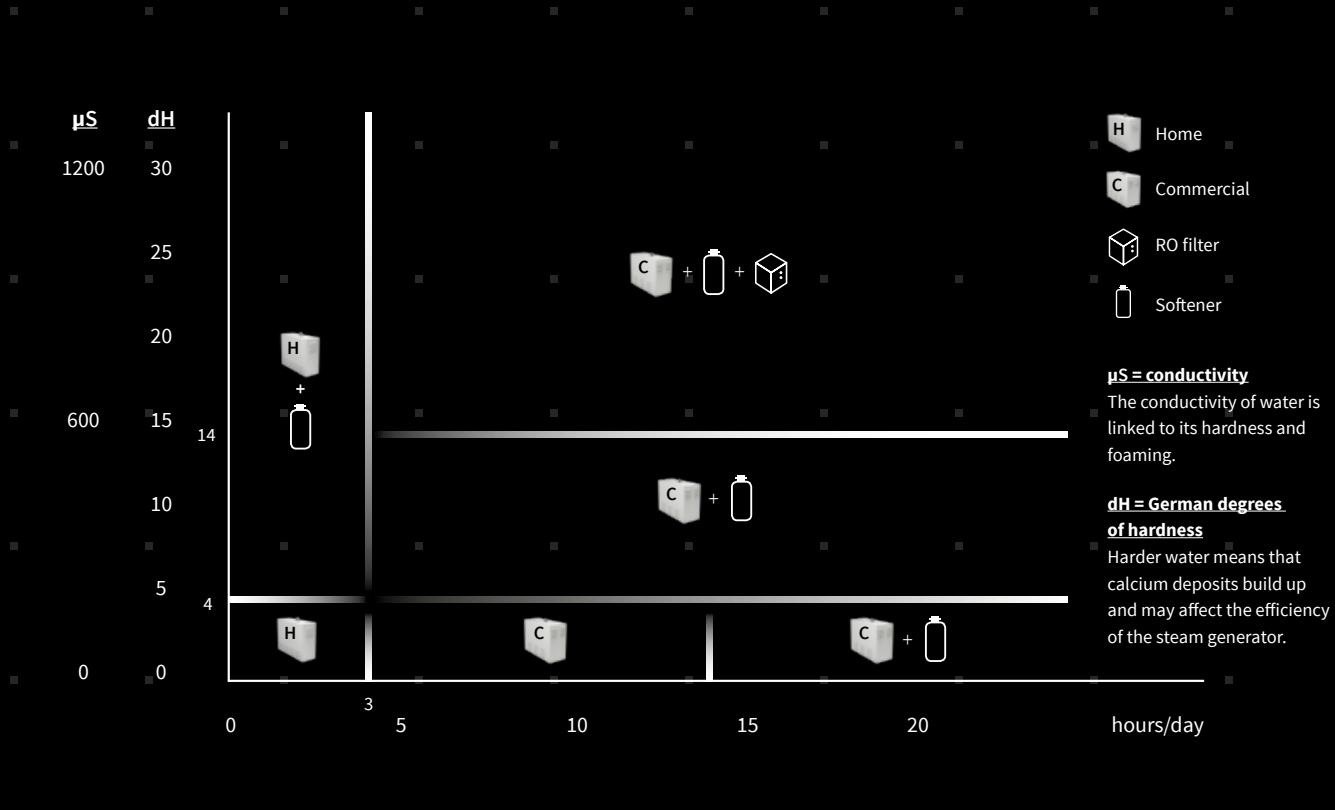 µS
dH
1200
30
25
20
600
15
14
10
5
4
0
0
H
+
H
C
+
+
C
+
C
C
+
3
0
5
10
15
20
hours/day
H
Home
C
Commercial
RO filter
Softener
µS = conductivity
The conductivity of water is
linked to its hardness and
foaming.
dH = German degrees
of hardness
Harder water means that
calcium deposits build up
and may affect the efficiency
of the steam generator.